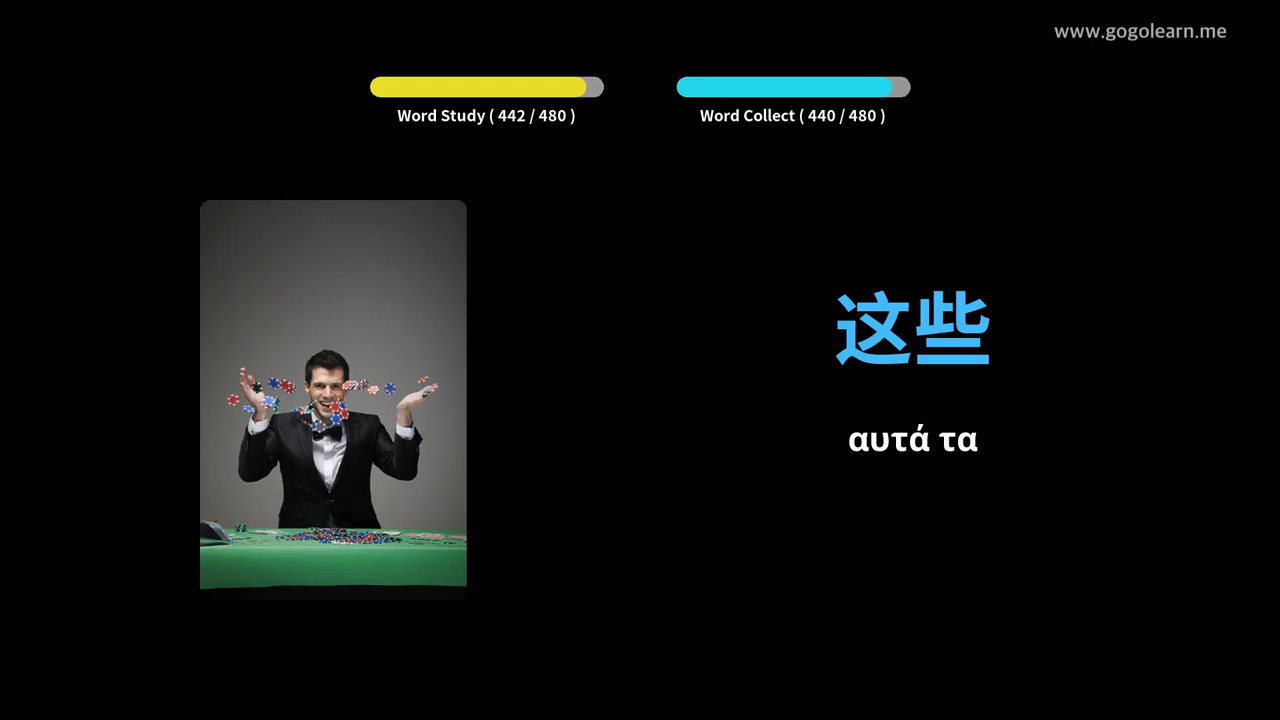 www.gogolearn.me
Word Study ( 442 / 480 )
Word Collect ( 440 / 480 )
这些
αυτά τα